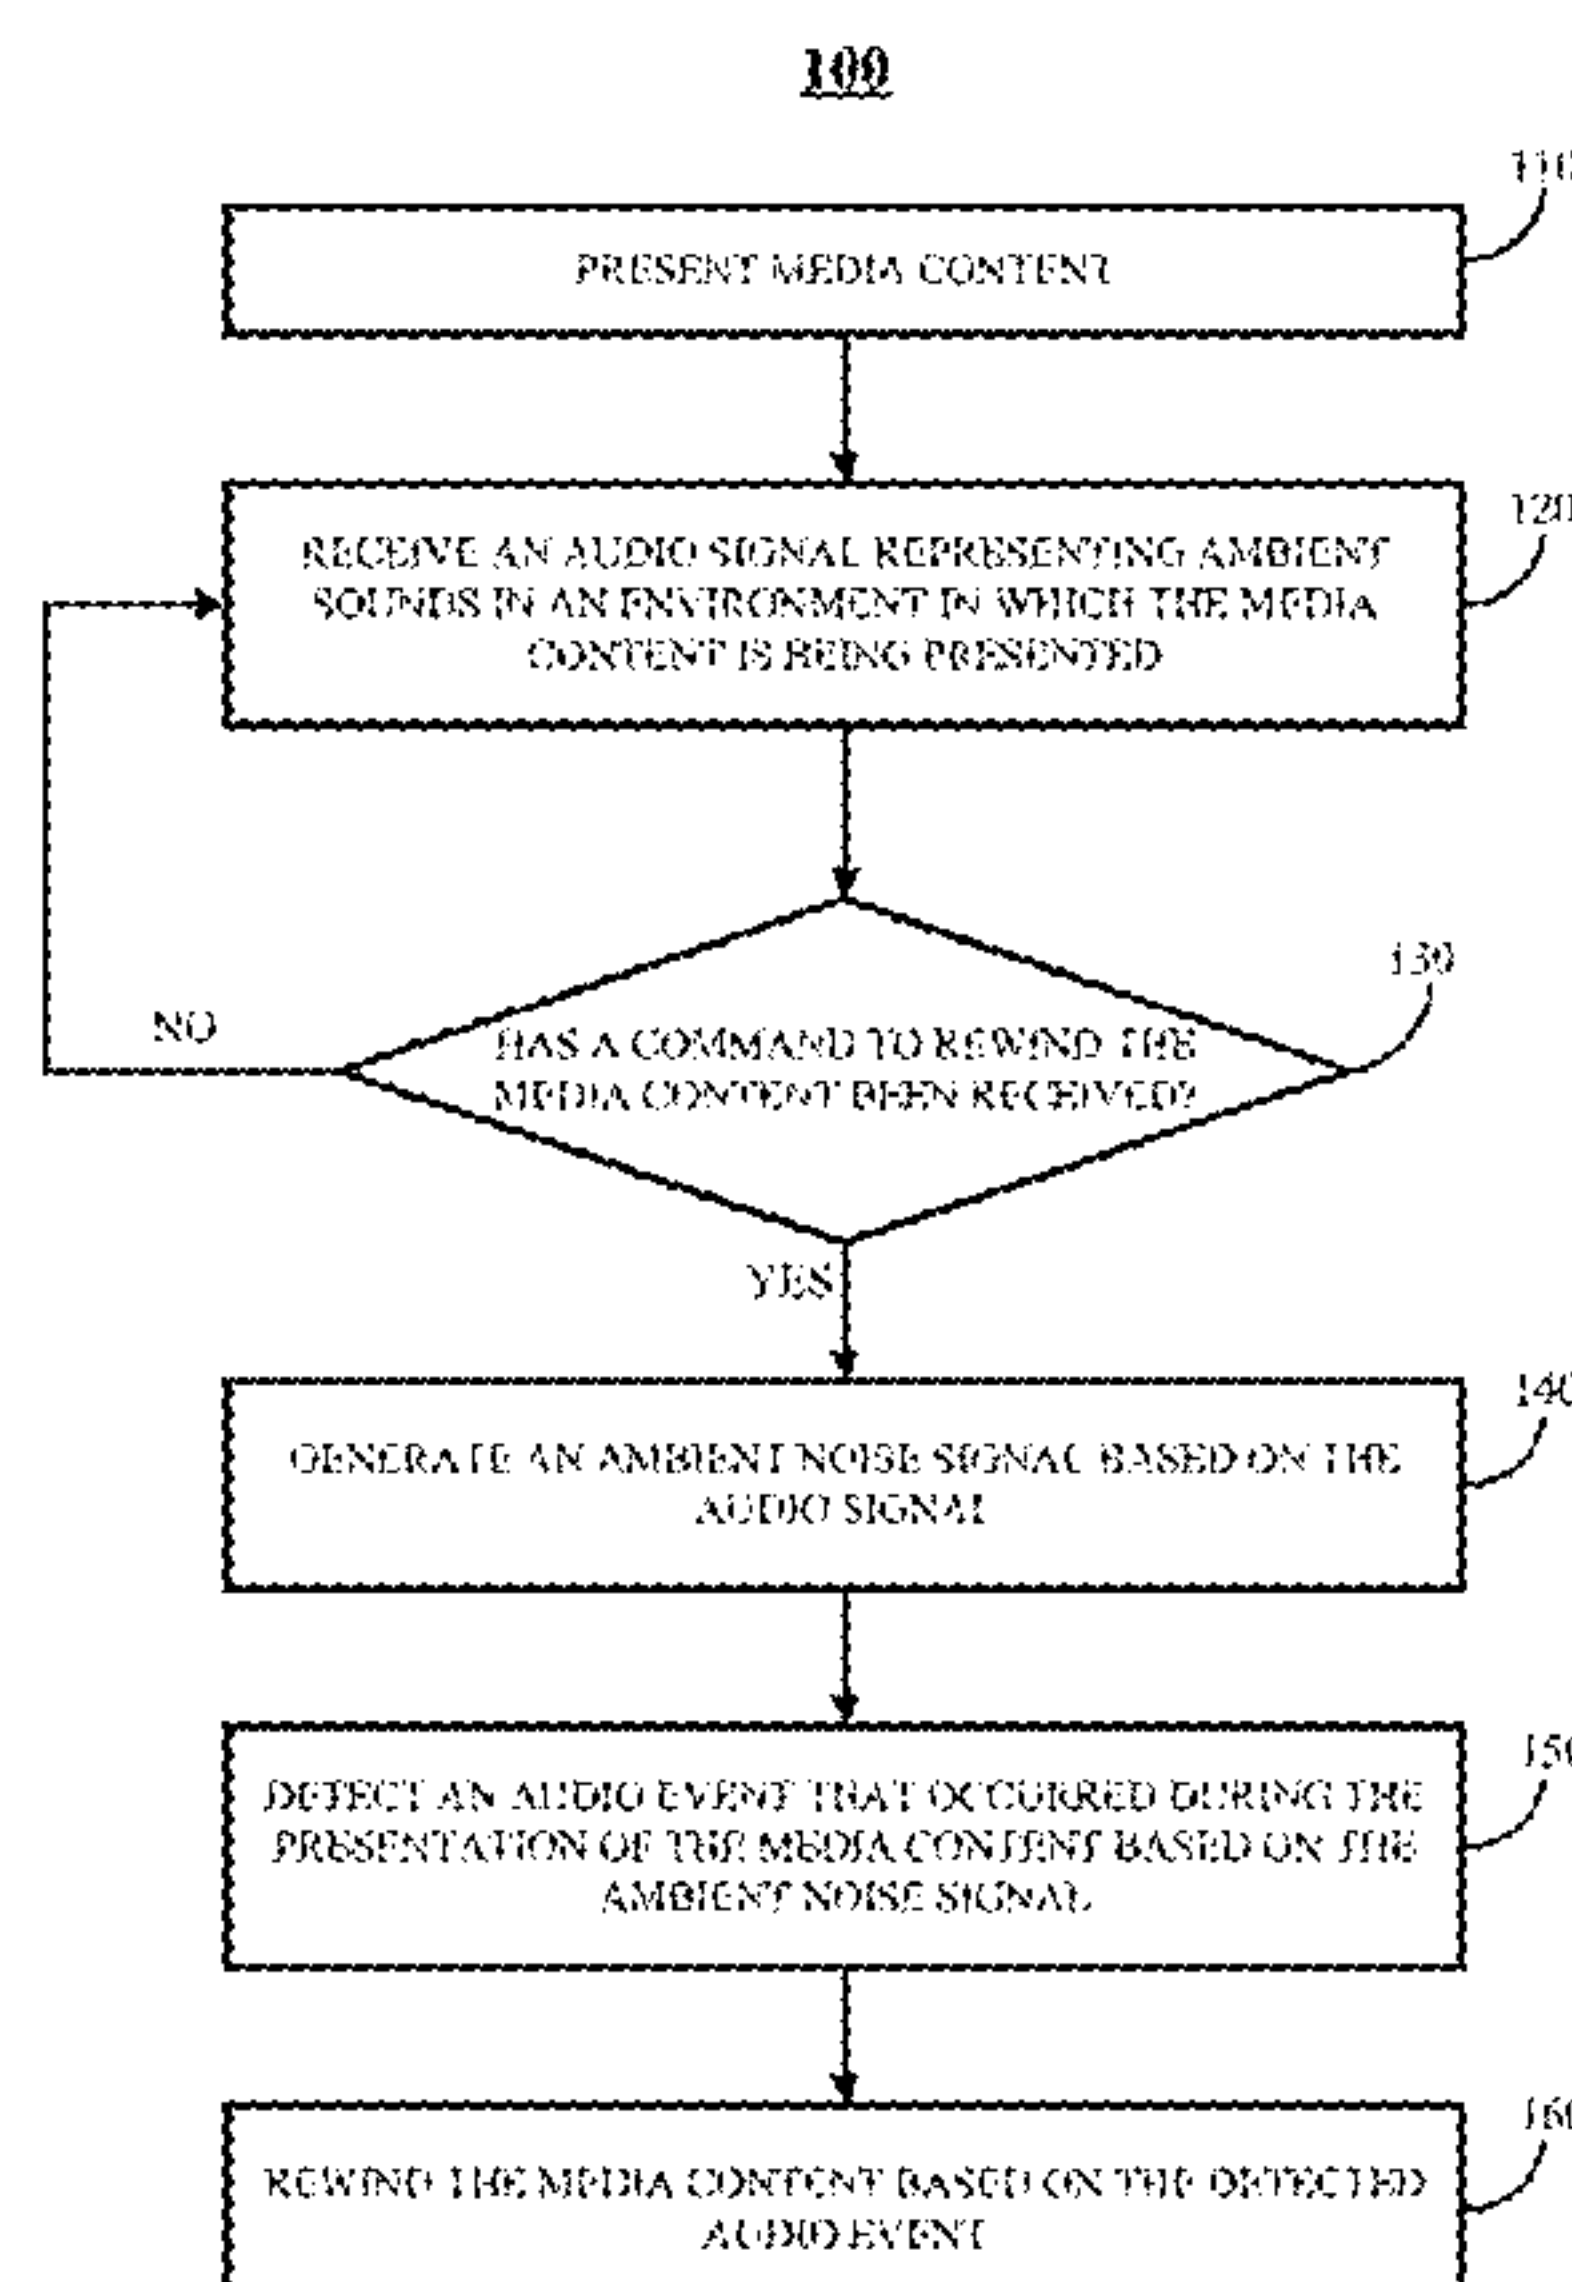 100
110
PRESENT MEDIA CONTENT
120
RECEIVE AN AUDIO SIGNAL REPRESENTING AMBIENT
SOUNDS IN AN ENVIRONMENT IN WHICH THE MEDIA
CONTENT IS BEING PRESENTED
130
NO
HAS A COMMAND TO REWIND THE
MEDIA CONTENT BEEN RECEIVED?
YES
140
GENERATE AN AMBIENT NOISE SIGNAL BASED ON THE
AUDIO SIGNAL
150
DETECT AN AUDIO EVENT THAT OCCURRED DURING THE
PRESENTATION OF THE MEDIA CONTENT BASED ON THE
AMBIENT NOISE SIGNAL
160
REWIND THE MEDIA CONTENT BASED ON THE DETECTED
AUDIO EVENT